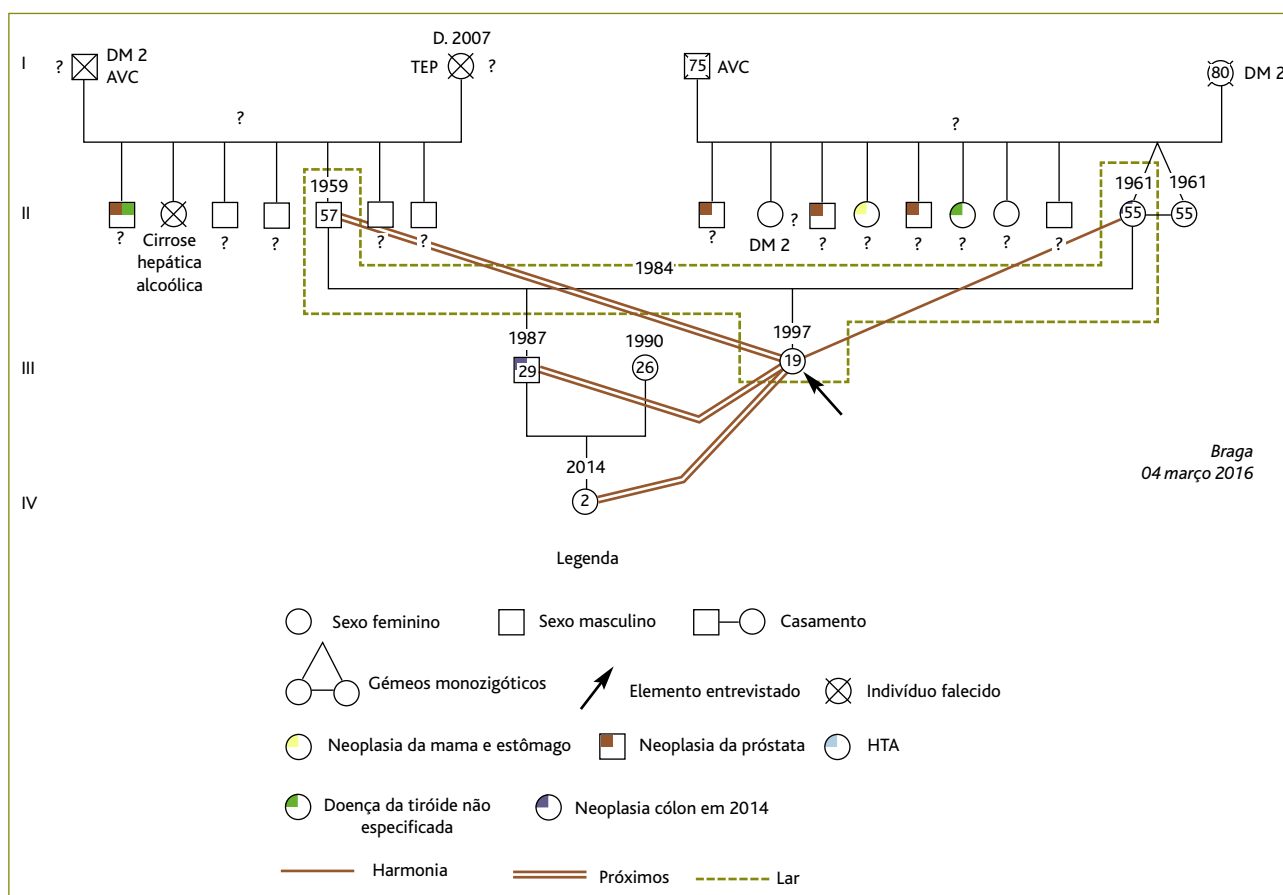 D. 2007
I
?
DM 2
AVC
TEP
?
75
AVC
80
DM 2
?
?
1959
1961
1961
II
57
55
55
?
Cirrose
hepática
alcoólica
?
?
?
?
?
DM 2
?
?
?
?
?
?
?
1984
1987
1990
1997
III
29
26
19
2014
IV
2
Braga
04 março 2016
Legenda
Sexo feminino
Sexo masculino
Casamento
Gémeos monozigóticos
Elemento entrevistado
Indivíduo falecido
Neoplasia da mama e estômago
Neoplasia da próstata
HTA
Doença da tiróide não
especificada
Neoplasia cólon em 2014
Harmonia
Próximos
Lar